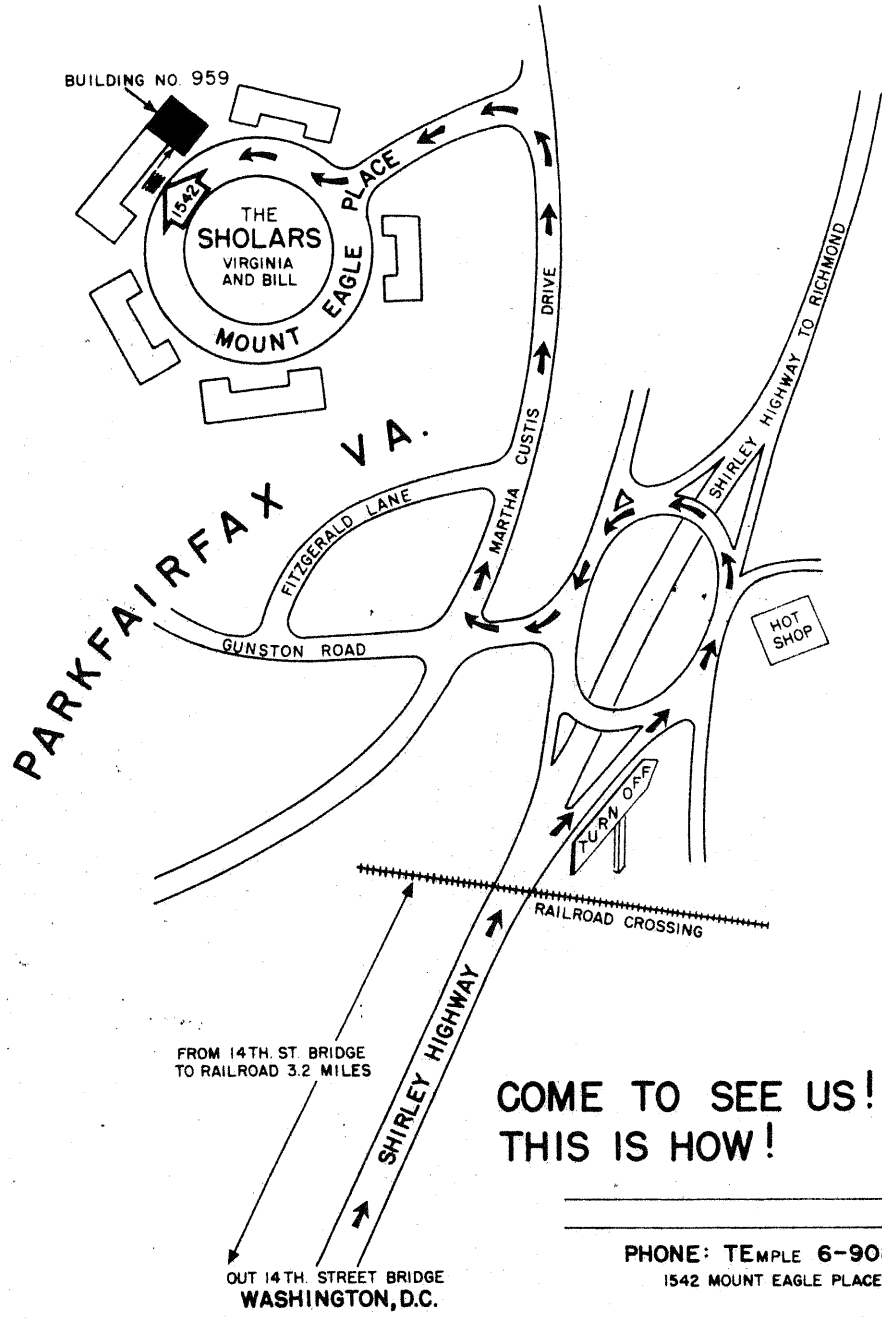 BUILDING NO. 959
1542
THE
SHOLARS
VIRGINIA
AND BILL
MOUNT EAGLE PLACE
MARTHA CUSTIS DRIVE
SHIRLEY HIGHWAY TO RICHMOND
PARKFAIRFAX VA.
FITZGERALD LANE
GUNSTON ROAD
HOT
SHOP
TURN OFF
RAILROAD CROSSING
FROM 14TH. ST. BRIDGE
TO RAILROAD 3.2 MILES
SHIRLEY HIGHWAY
COME TO SEE US!
THIS IS HOW!
OUT 14TH. STREET BRIDGE
WASHINGTON, D.C.
PHONE: TEMPLE 6-90
1542 MOUNT EAGLE PLACE